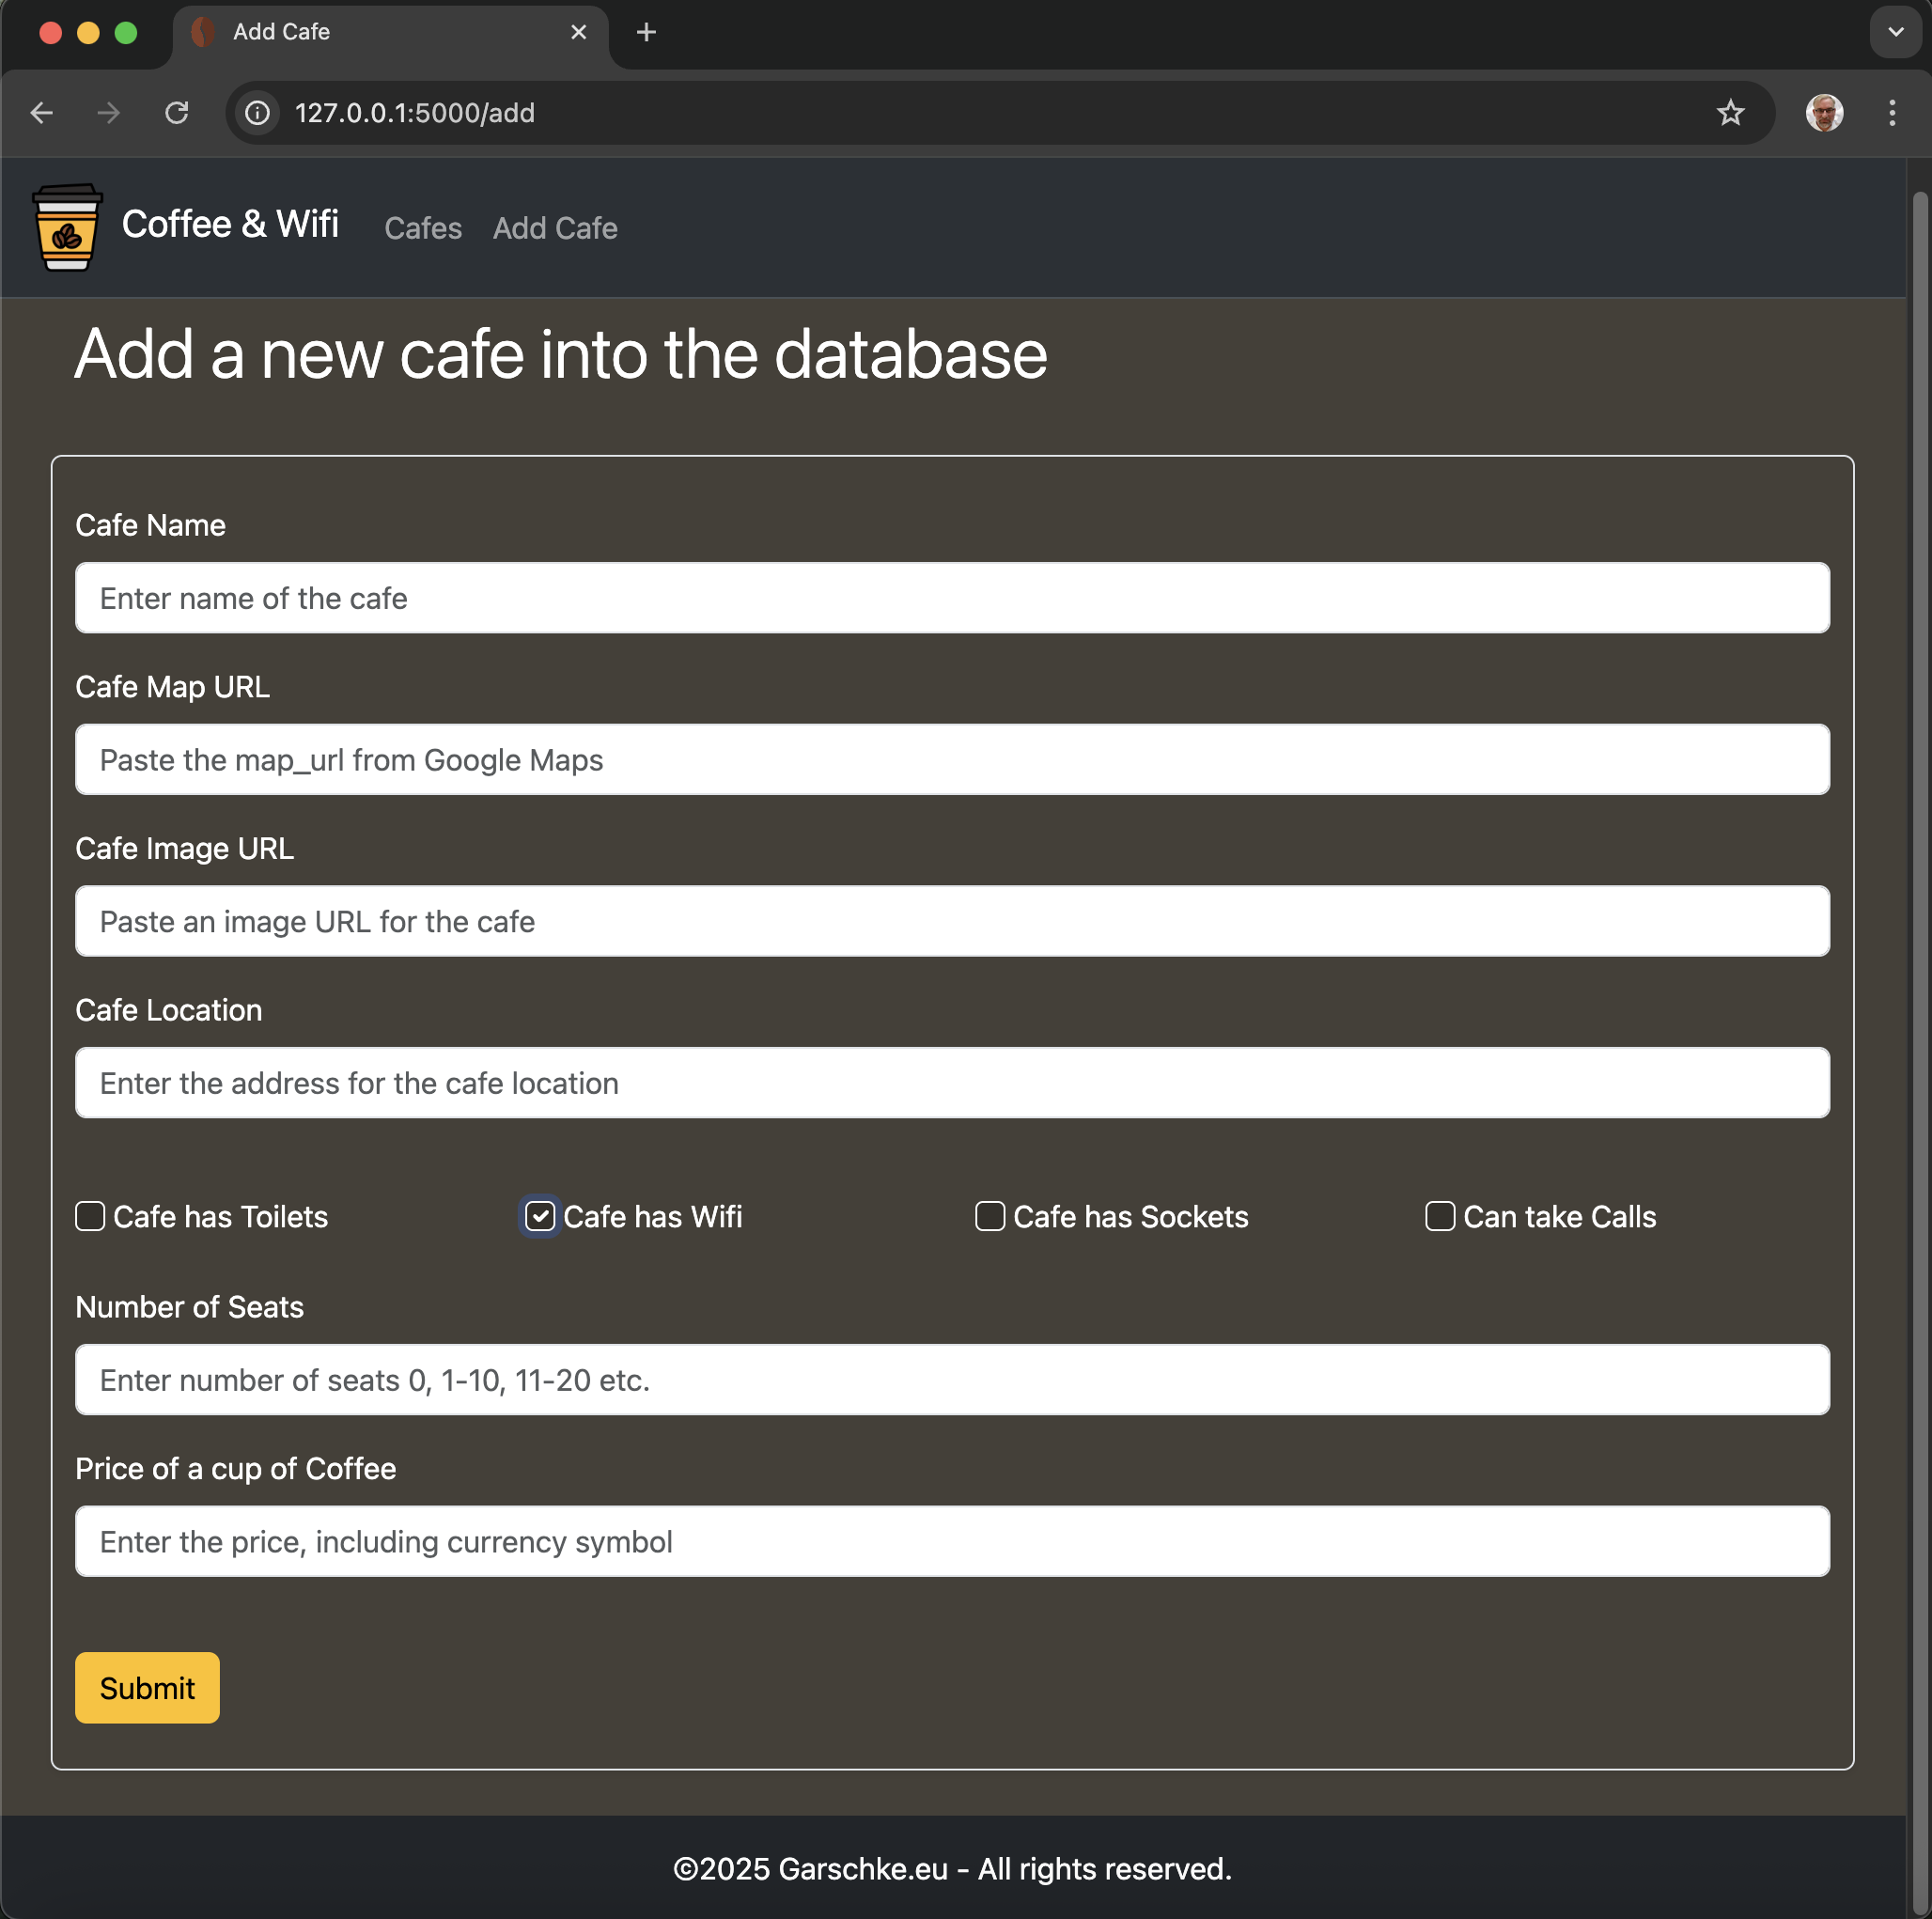 Add Cafe
127.0.0.1:5000/add
Coffee & Wifi Cafes Add Cafe
Add a new cafe into the database
Cafe Name
Enter name of the cafe
Cafe Map URL
Paste the map_url from Google Maps
Cafe Image URL
Paste an image URL for the cafe
Cafe Location
Enter the address for the cafe location
Cafe has Toilets Cafe has Wifi Cafe has Sockets Can take Calls
Number of Seats
Enter number of seats 0, 1-10, 11-20 etc.
Price of a cup of Coffee
Enter the price, including currency symbol
Submit
©2025 Garschke.eu - All rights reserved.